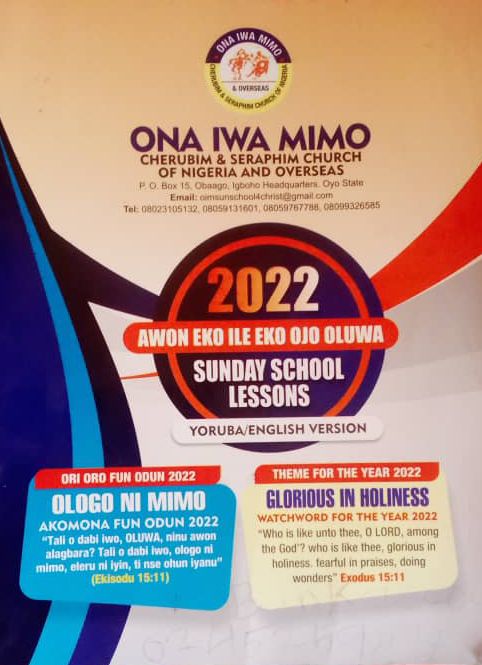 ONA IWA MIMO
CHERUBIM & SERAPHIM CHURCH OF NIGERIA
& OVERSEAS
ONA IWA MIMO
CHERUBIM & SERAPHIM CHURCH
OF NIGERIA AND OVERSEAS
P. O. Box 15, Obaago, Igboho Headquarters, Oyo State
Email: oimsunschool4christ@gmail.com
Tel: 08023105132, 08059131601, 08059767788, 08099326585
2022
AWON EKO ILE EKO OJO OLUWA
SUNDAY SCHOOL
LESSONS
YORUBA/ENGLISH VERSION
ORI ORO FUN ODUN 2022
OLOGO NI MIMO
AKOMONA FUN ODUN 2022
"Tali o dabi iwo, OLUWA, ninu awon
alagbara? Tali o dabi iwo, ologo ni
mimo, eleru ni iyin, ti nse ohun iyanu"
(Ekisodu 15:11)
THEME FOR THE YEAR 2022
GLORIOUS IN HOLINESS
WATCHWORD FOR THE YEAR 2022
"Who is like unto thee, O LORD, among
the God'? who is like thee, glorious in
holiness. fearful in praises, doing
wonders" Exodus 15:11